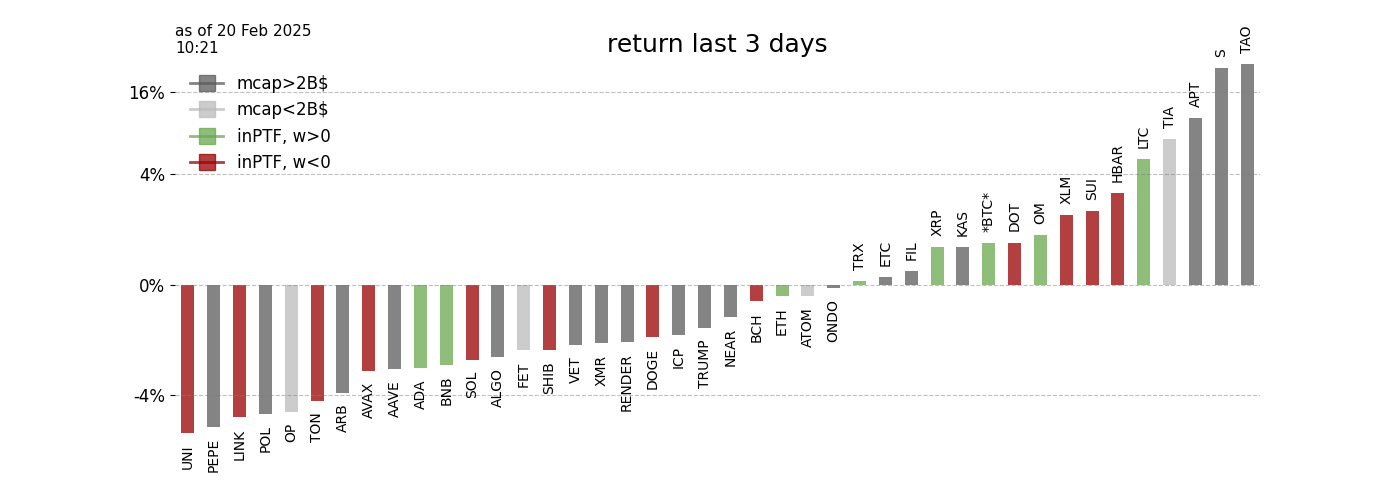 as of 20 Feb 2025
10:21
return last 3 days
mcap>2B$
mcap<2B$
inPTF, w>0
inPTF, w<0
16%
4%
0%
-4%
UNI
PEPE
LINK
POL
OP
TON
ARB
AVAX
AAVE
ADA
BNB
SOL
ALGO
FET
SHIB
VET
XMR
RENDER
DOGE
ICP
TRUMP
NEAR
BCH
ETH
ATOM
ONDO
TRX
ETC
FIL
XRP
KAS
*BTC*
DOT
OM
XLM
SUI
HBAR
LTC
TIA
APT
S
TAO